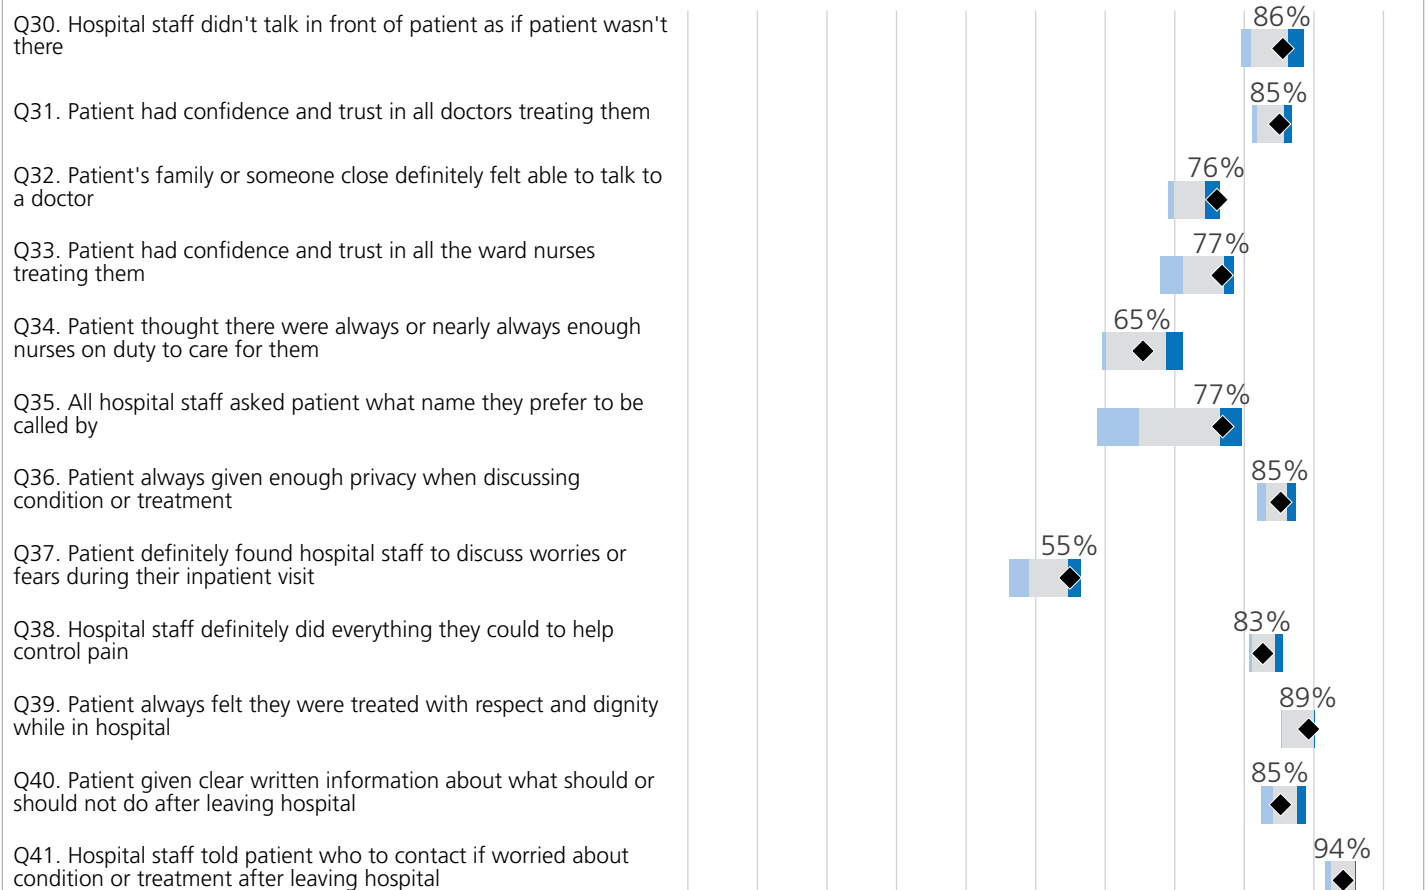 Q30. Hospital staff didn't talk in front of patient as if patient wasn't
there
86%
Q31. Patient had confidence and trust in all doctors treating them
85%
Q32. Patient's family or someone close definitely felt able to talk to
a doctor
76%
Q33. Patient had confidence and trust in all the ward nurses
treating them
77%
Q34. Patient thought there were always or nearly always enough
nurses on duty to care for them
65%
Q35. All hospital staff asked patient what name they prefer to be
called by
77%
Q36. Patient always given enough privacy when discussing
condition or treatment
85%
Q37. Patient definitely found hospital staff to discuss worries or
fears during their inpatient visit
55%
Q38. Hospital staff definitely did everything they could to help
control pain
83%
Q39. Patient always felt they were treated with respect and dignity
while in hospital
89%
Q40. Patient given clear written information about what should or
should not do after leaving hospital
85%
Q41. Hospital staff told patient who to contact if worried about
condition or treatment after leaving hospital
94%